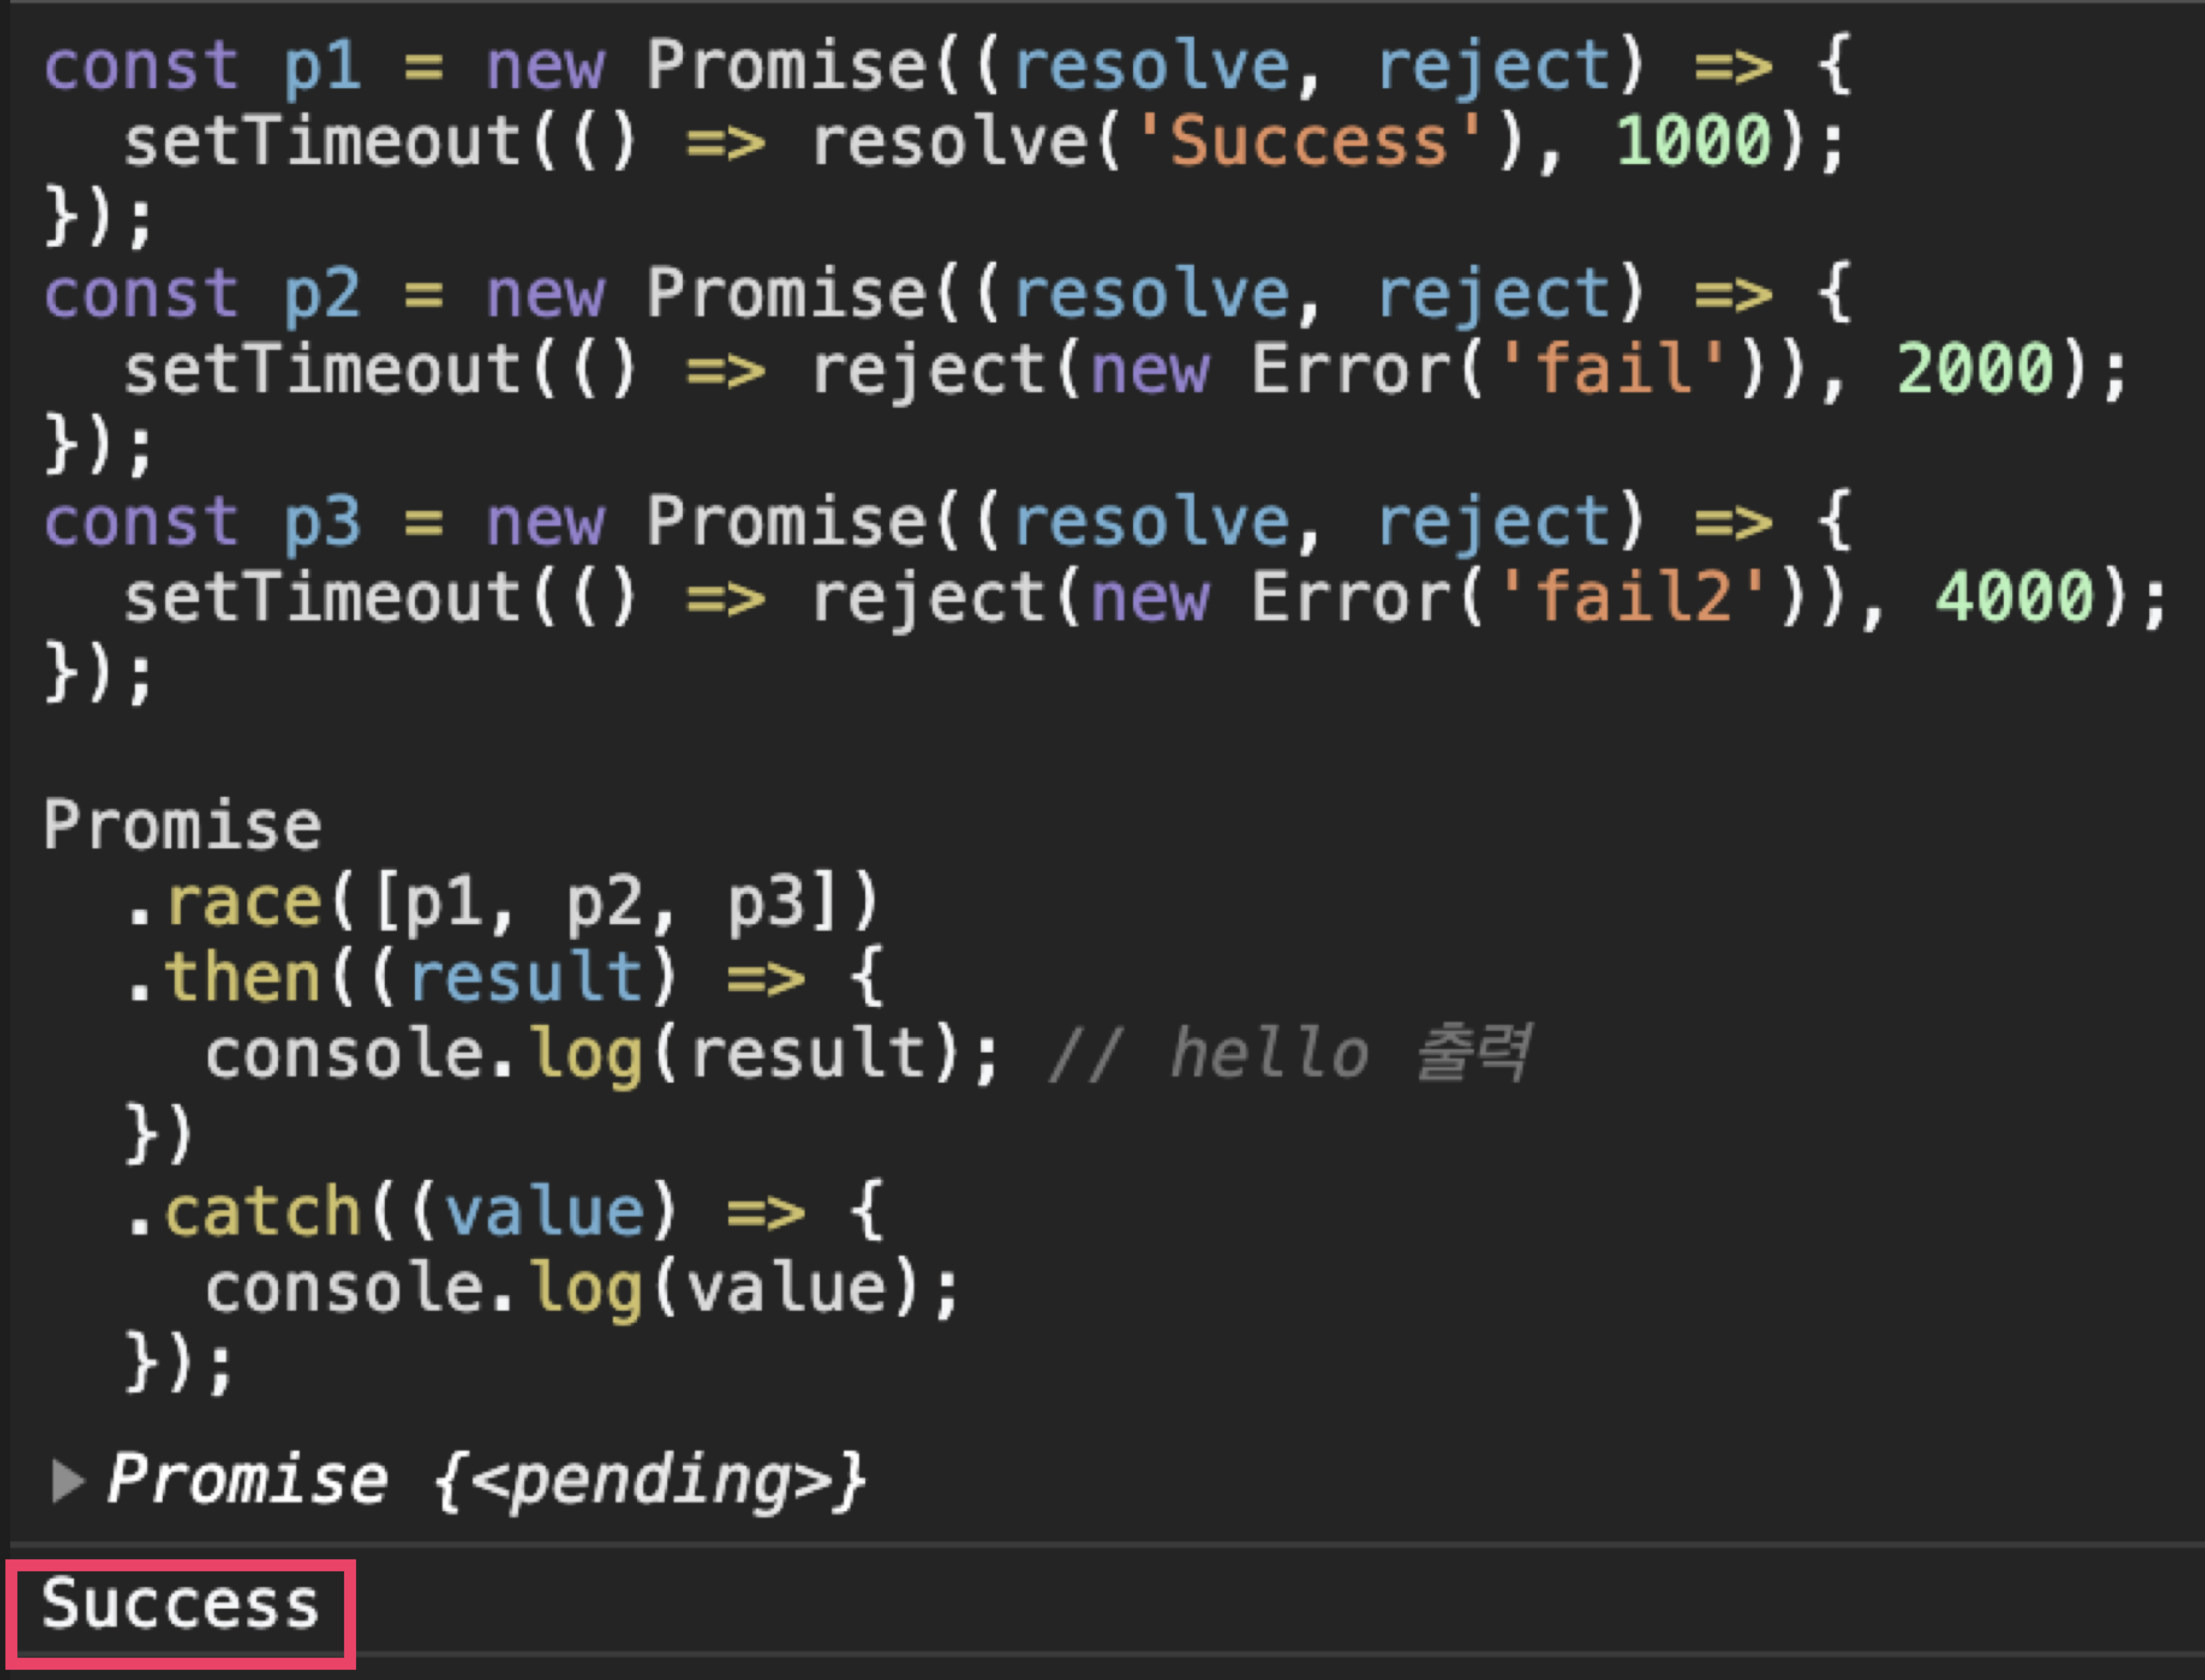 const p1 = new Promise((resolve, reject) => {
  setTimeout(() => resolve('Success'), 1000);
});
const p2 = new Promise((resolve, reject) => {
  setTimeout(() => reject(new Error('fail')), 2000);
});
const p3 = new Promise((resolve, reject) => {
  setTimeout(() => reject(new Error('fail2')), 4000);
});

Promise
  .race([p1, p2, p3])
  .then((result) => {
    console.log(result); // hello 출력
  })
  .catch((value) => {
    console.log(value);
  });
Promise {<pending>}
Success